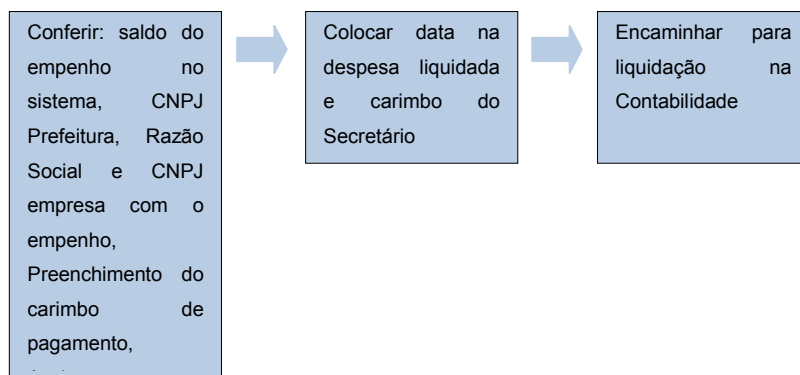 Conferir: saldo do
empenho no
sistema, CNPJ
Prefeitura, Razão
Social e CNPJ
empresa com o
empenho,
Preenchimento do
carimbo de
pagamento,
Colocar data na
despesa liquidada
e carimbo do
Secretário
Encaminhar para
liquidação na
Contabilidade